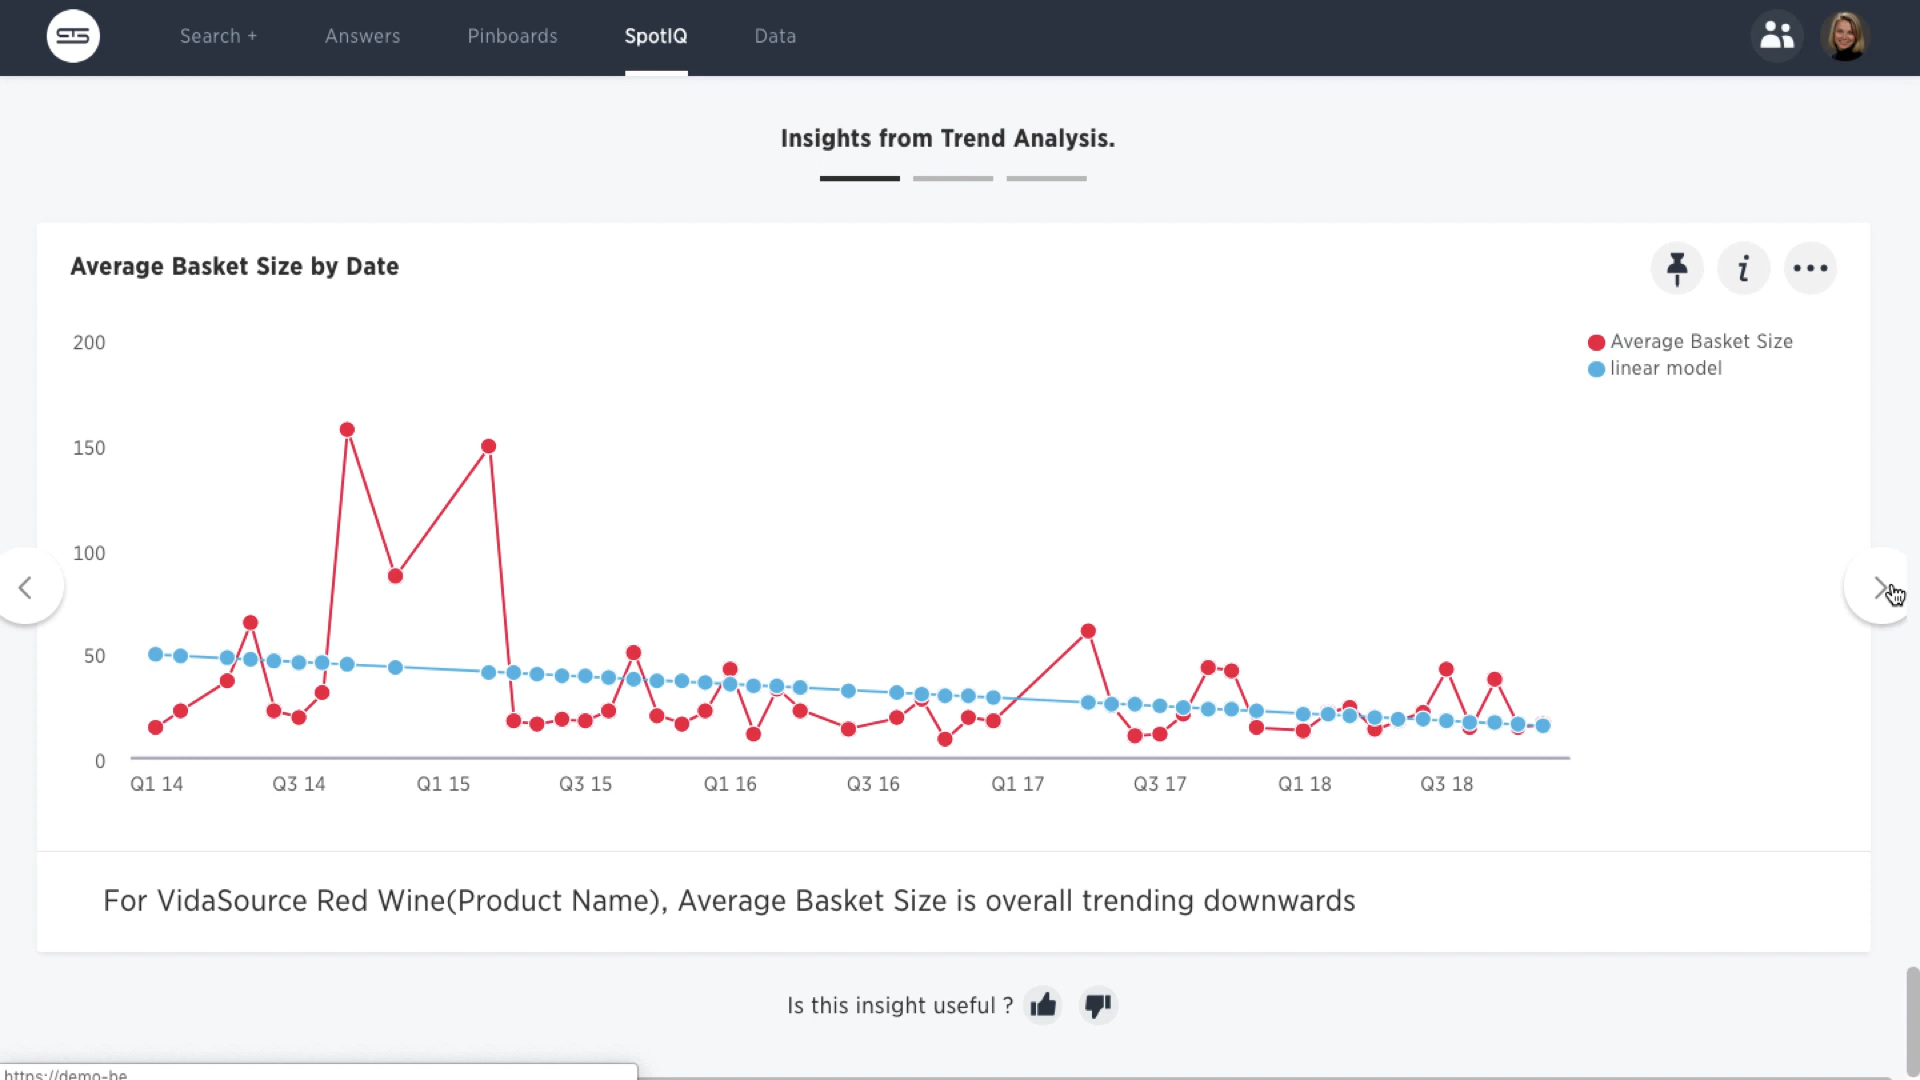 Search +
Answers
Pinboards
SpotIQ
Data
Insights from Trend Analysis.
Average Basket Size by Date
i
200
150
100
50
0
Average Basket Size
linear model
Q1 14
Q3 14
Q1 15
Q3 15
Q1 16
Q3 16
Q1 17
Q3 17
Q1 18
Q3 18
For VidaSource Red Wine(Product Name), Average Basket Size is overall trending downwards
Is this insight useful ?
https://demo-be